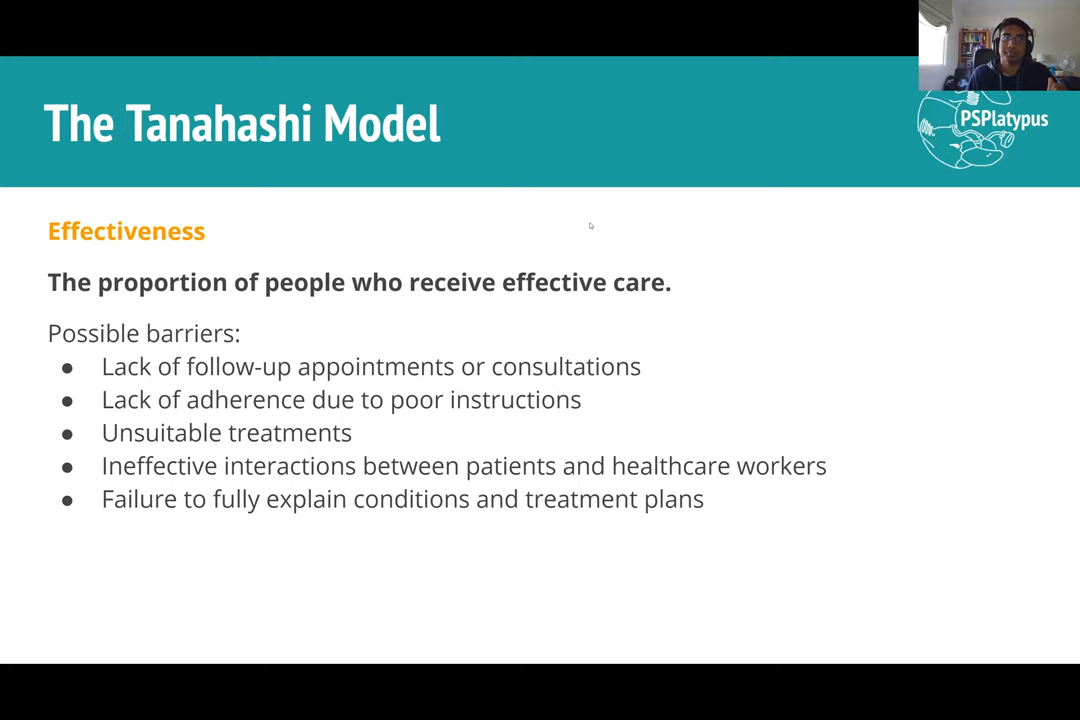 The Tanahashi Model
PSPlatypus
Effectiveness
The proportion of people who receive effective care.
Possible barriers:
● Lack of follow-up appointments or consultations
● Lack of adherence due to poor instructions
● Unsuitable treatments
● Ineffective interactions between patients and healthcare workers
● Failure to fully explain conditions and treatment plans